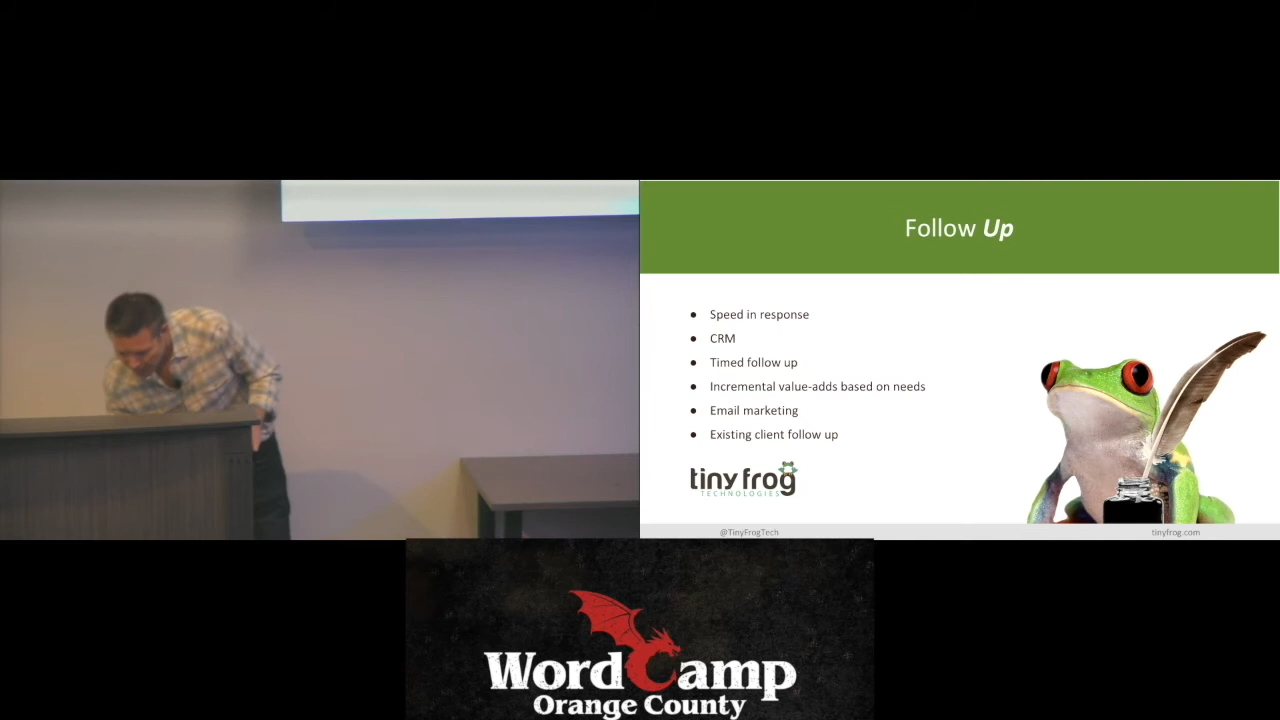 Follow Up
● Speed in response
● CRM
● Timed follow up
● Incremental value-adds based on needs
● Email marketing
● Existing client follow up
tiny frog
TECHNOLOGIES
@TinyFrogTech
tinyfrog.com
WordCamp
Orange County